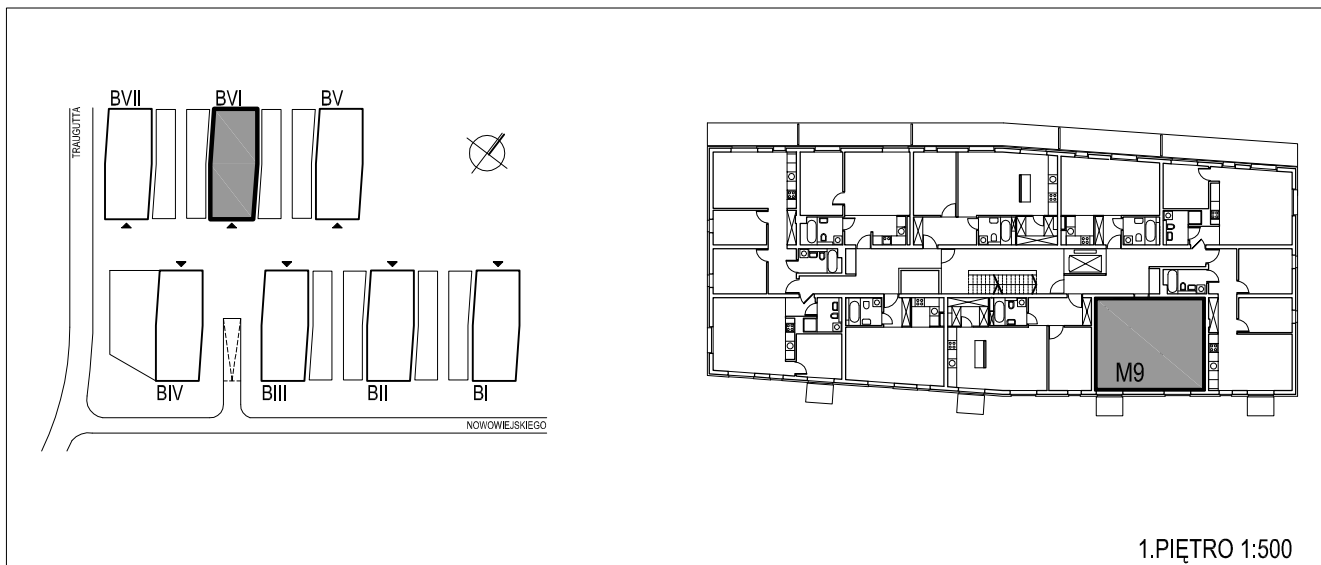 BVII
BVI
BV
TRAUGUTTA
BIV
BIII
BII
BI
NOWOWIEJSKIEGO
M9
1.PIĘTRO 1:500